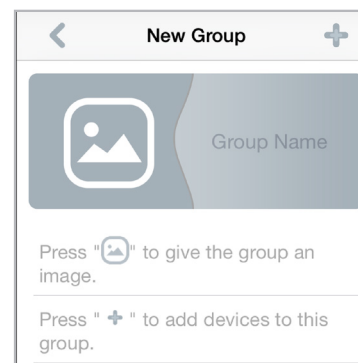 New Group
Group Name
Press " " to give the group an
image.
Press " + " to add devices to this
group.